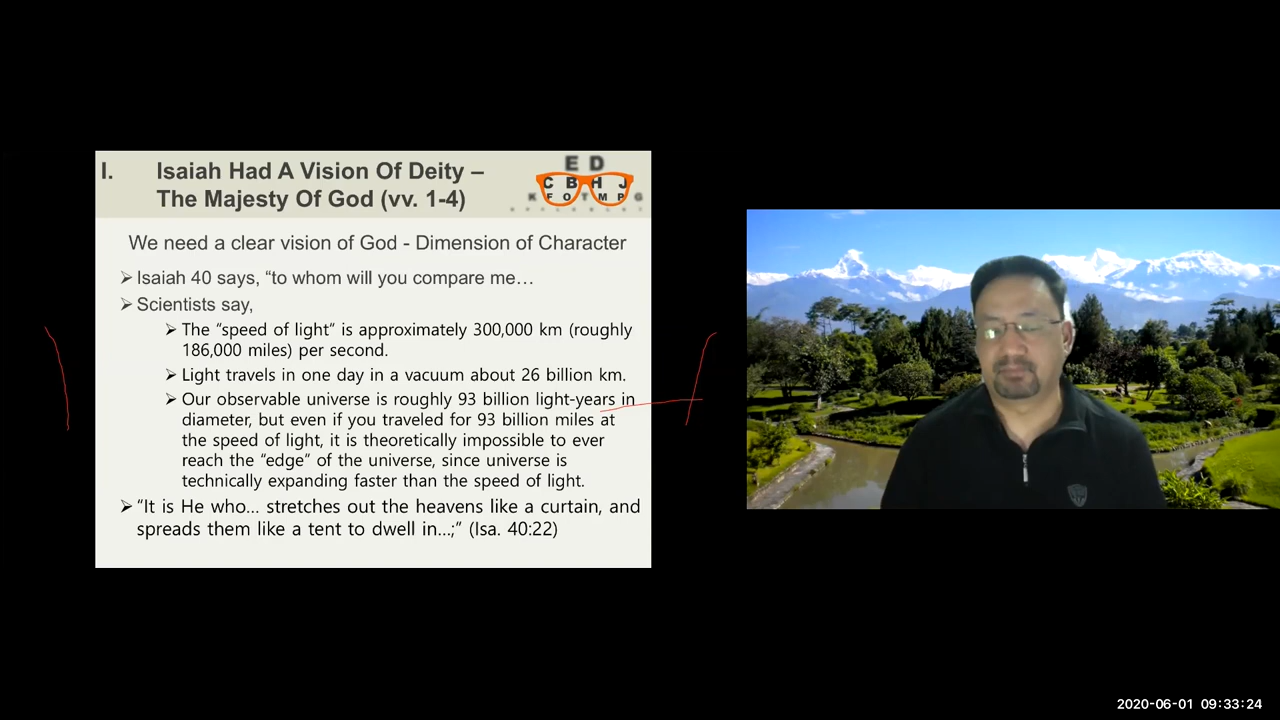 I. Isaiah Had A Vision Of Deity –
The Majesty Of God (vv. 1-4)
E D
C B H J
K F O T M P G
We need a clear vision of God - Dimension of Character
➢ Isaiah 40 says, “to whom will you compare me…
➢ Scientists say,
➢ The “speed of light” is approximately 300,000 km (roughly
186,000 miles) per second.
➢ Light travels in one day in a vacuum about 26 billion km.
➢ Our observable universe is roughly 93 billion light-years in
diameter, but even if you traveled for 93 billion miles at
the speed of light, it is theoretically impossible to ever
reach the “edge” of the universe, since universe is
technically expanding faster than the speed of light.
➢ “It is He who… stretches out the heavens like a curtain, and
spreads them like a tent to dwell in…;” (Isa. 40:22)
2020-06-01 09:33:24